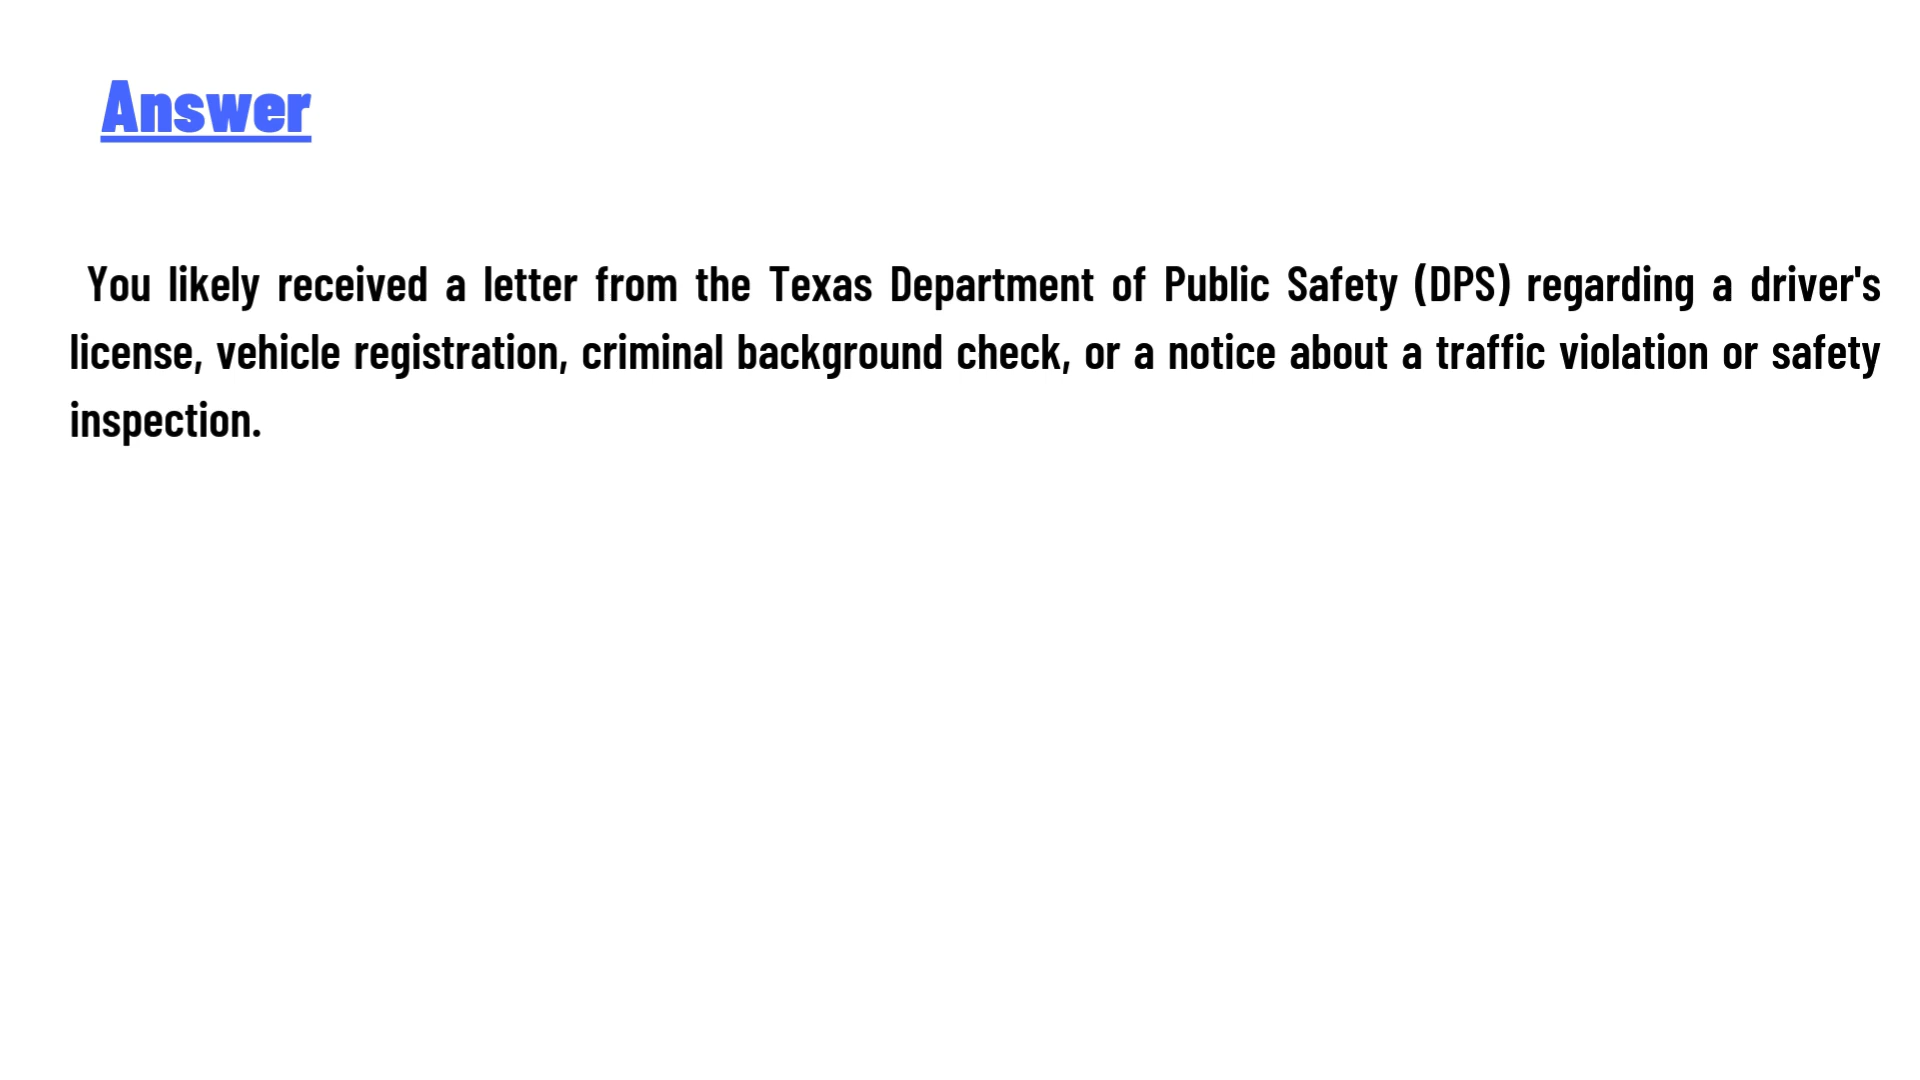 Answer
You likely received a letter from the Texas Department of Public Safety (DPS) regarding a driver's
license, vehicle registration, criminal background check, or a notice about a traffic violation or safety
inspection.